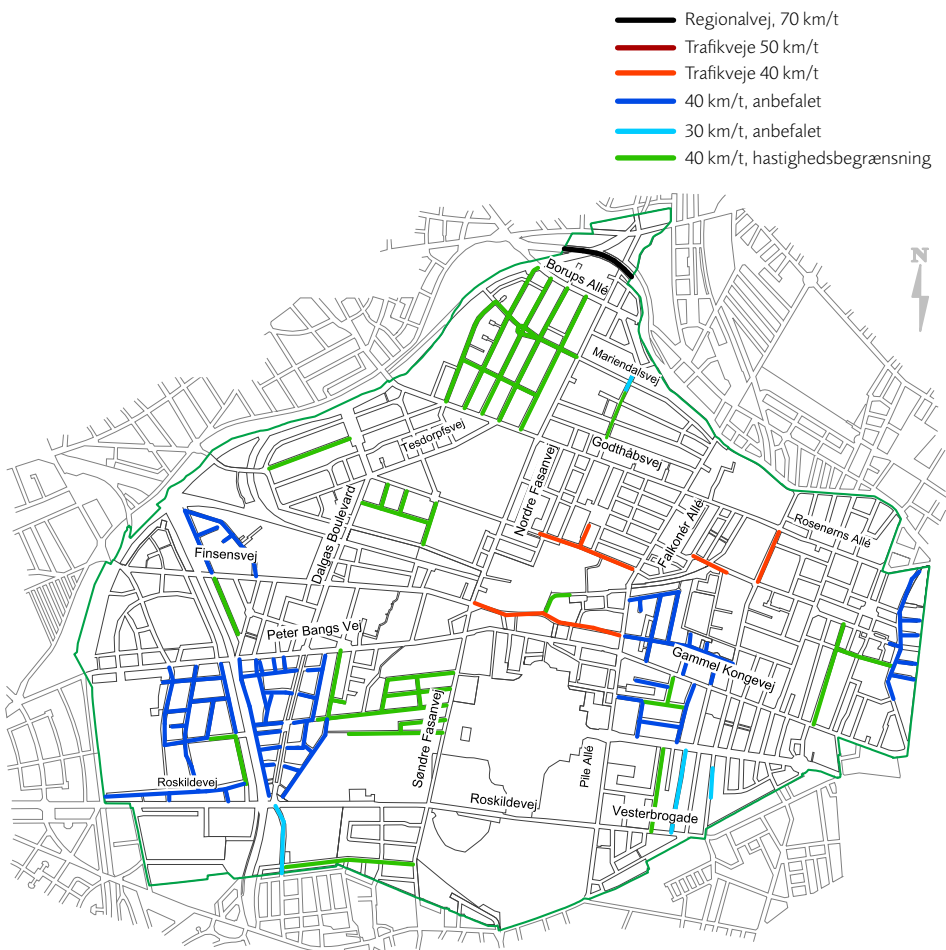 Regionalvej, 70 km/t
Trafikveje 50 km/t
Trafikveje 40 km/t
40 km/t, anbefalet
30 km/t, anbefalet
40 km/t, hastighedsbegrænsning
N
Borups Allé
Mariendalsvej
Tesdorpfsvej
Godthåbsvej
Nordre Fasanvej
Dalgas Boulevard
Falkonér Allé
Rosenørns Allé
Finsensvej
Peter Bangs Vej
Gammel Kongevej
Søndre Fasanvej
Pile Allé
Roskildevej
Roskildevej
Vesterbrogade